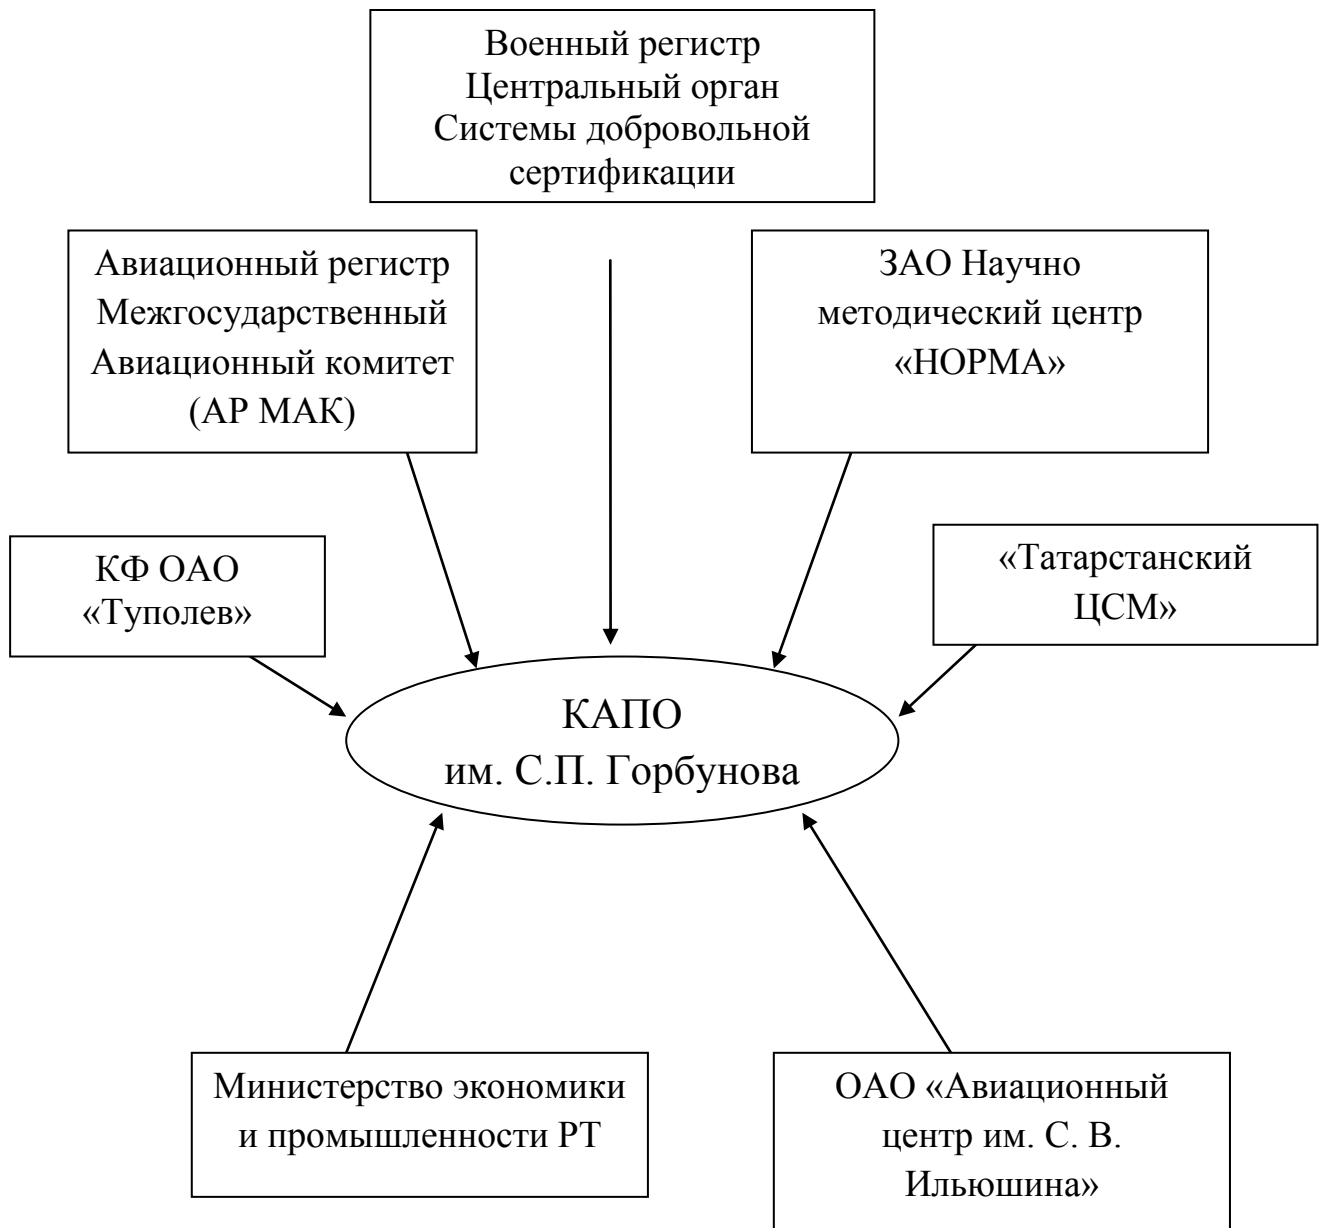 Военный регистр
Центральный орган
Системы добровольной
сертификации
Авиационный регистр
Межгосударственный
Авиационный комитет
(АР МАК)
ЗАО Научно
методический центр
«НОРМА»
КФ ОАО
«Туполев»
«Татарстанский
ЦСМ»
КАПО
им. С.П. Горбунова
Министерство экономики
и промышленности РТ
ОАО «Авиационный
центр им. С. В.
Ильюшина»